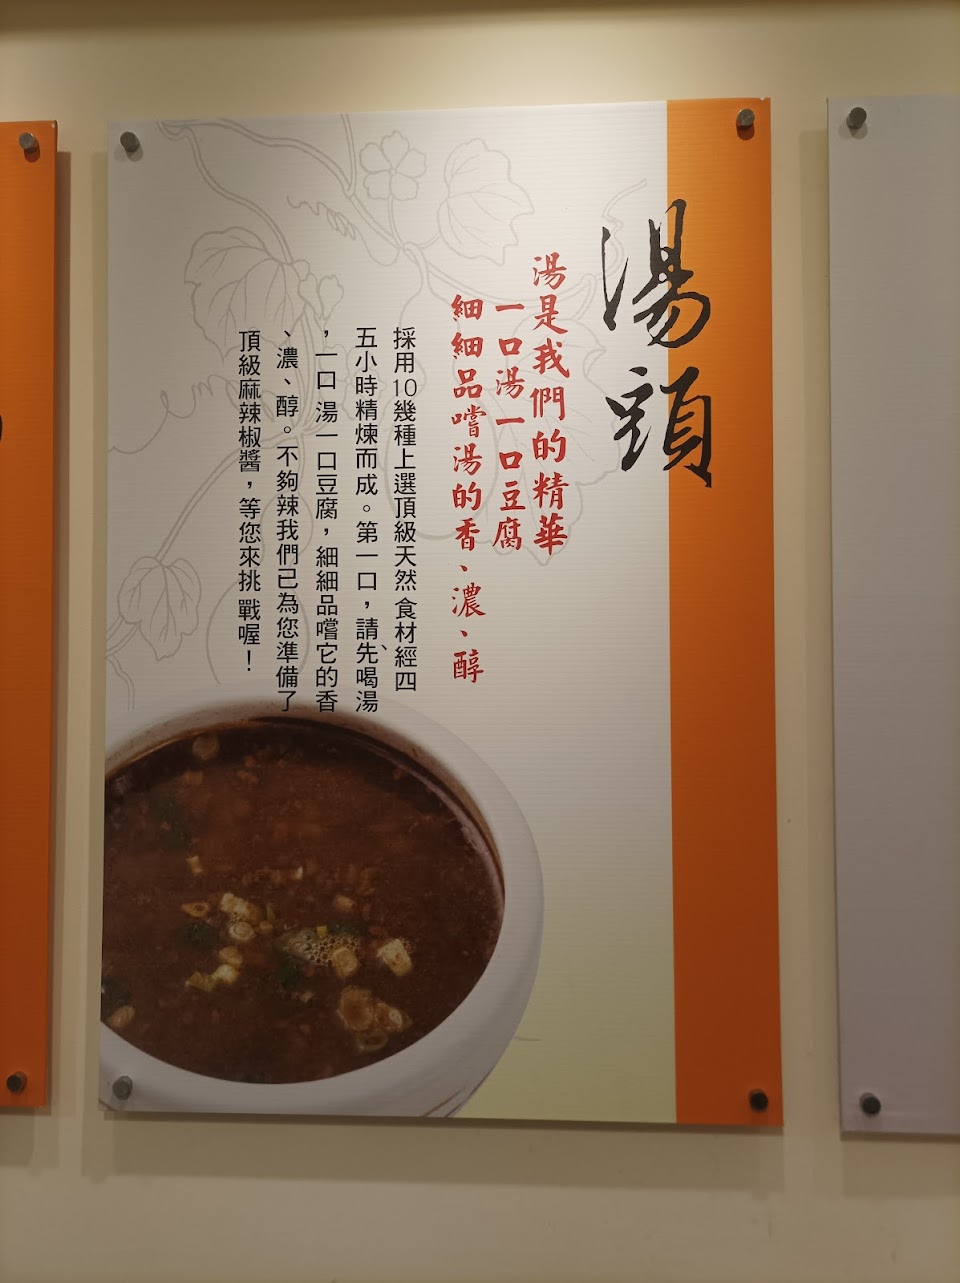 湯頭
湯是我們的精華
一口湯一口豆腐
細細品嚐湯的香、濃、醇
採用10幾種上選頂級天然食材經四
、
五小時精煉而成。第一口，請先喝湯
，一口湯一口豆腐，細細品嚐它的香
、濃、醇。不夠辣我們己為您準備了
頂級麻辣椒醬，等您來挑戰喔！